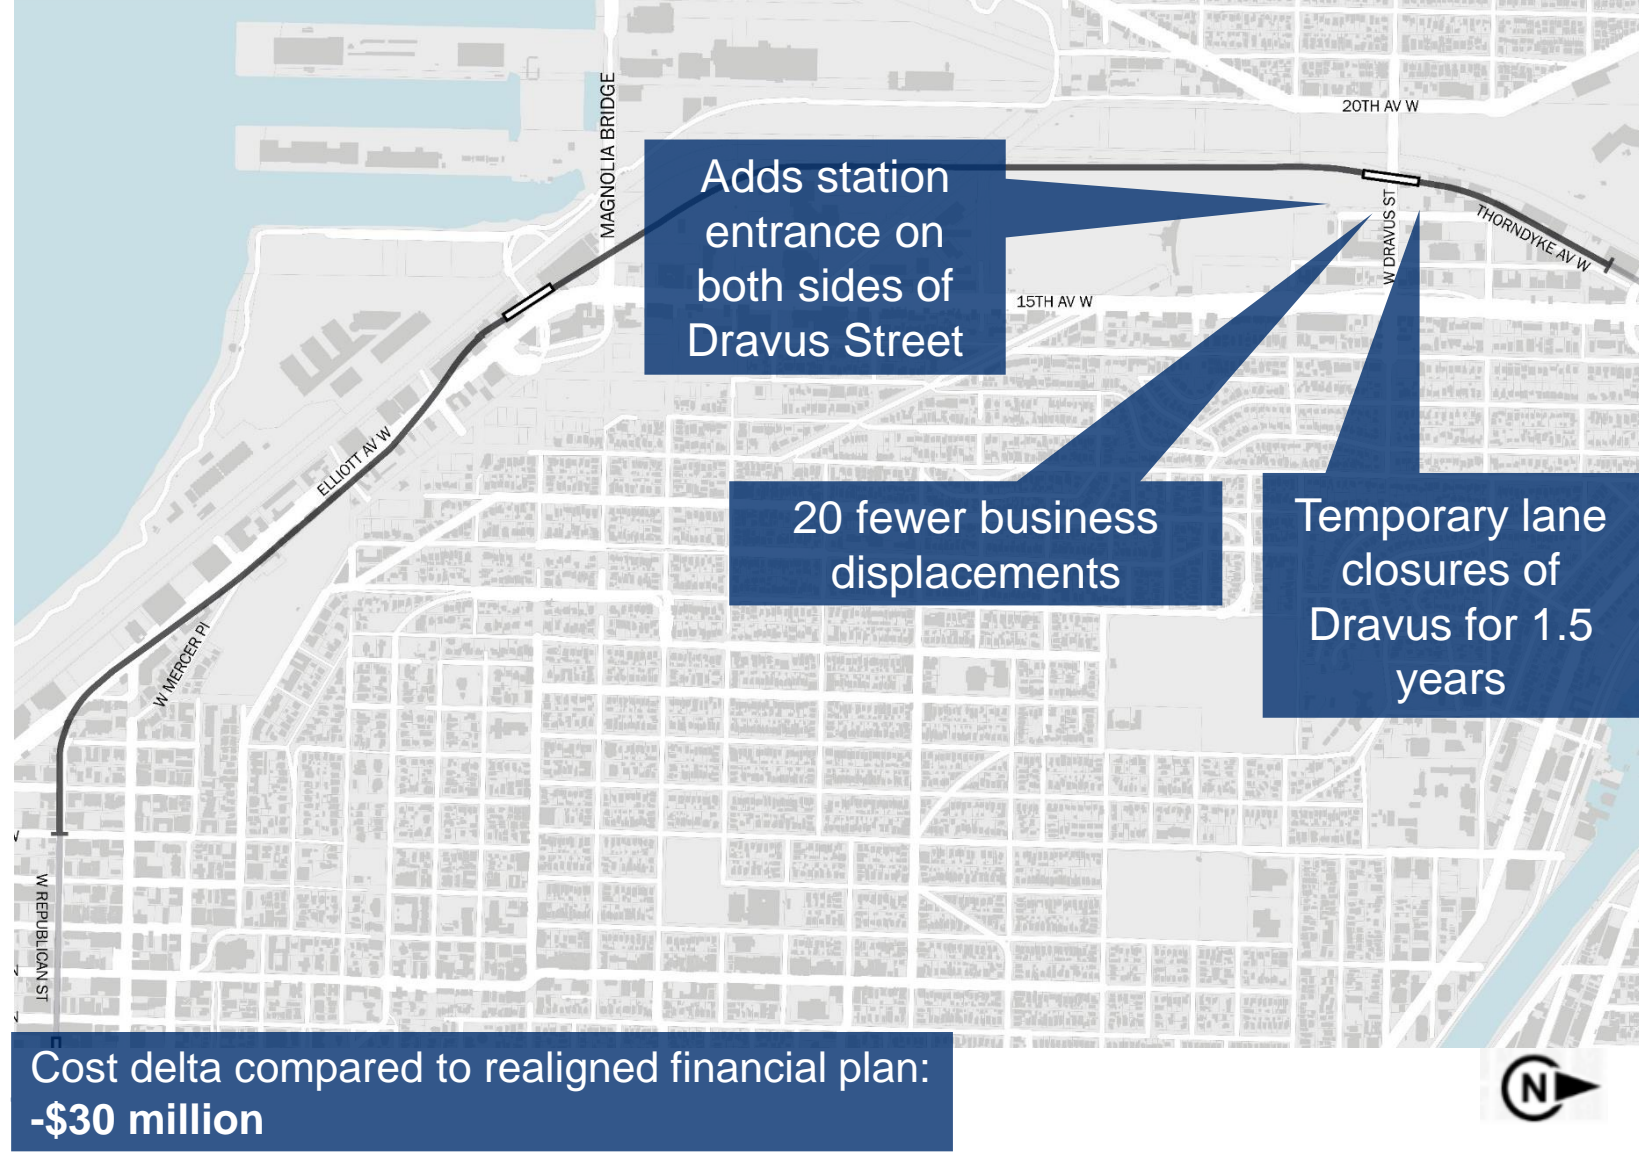 20TH AV W
MAGNOLIA BRIDGE
Adds station
entrance on
both sides of
Dravus Street
W DRAVUS ST
THORNDYKE AV W
15TH AV W
ELLIOTT AV W
20 fewer business
displacements
Temporary lane
closures of
Dravus for 1.5
years
W MERCER Pl
W REPUBLICAN ST
Cost delta compared to realigned financial plan:
-$30 million
N